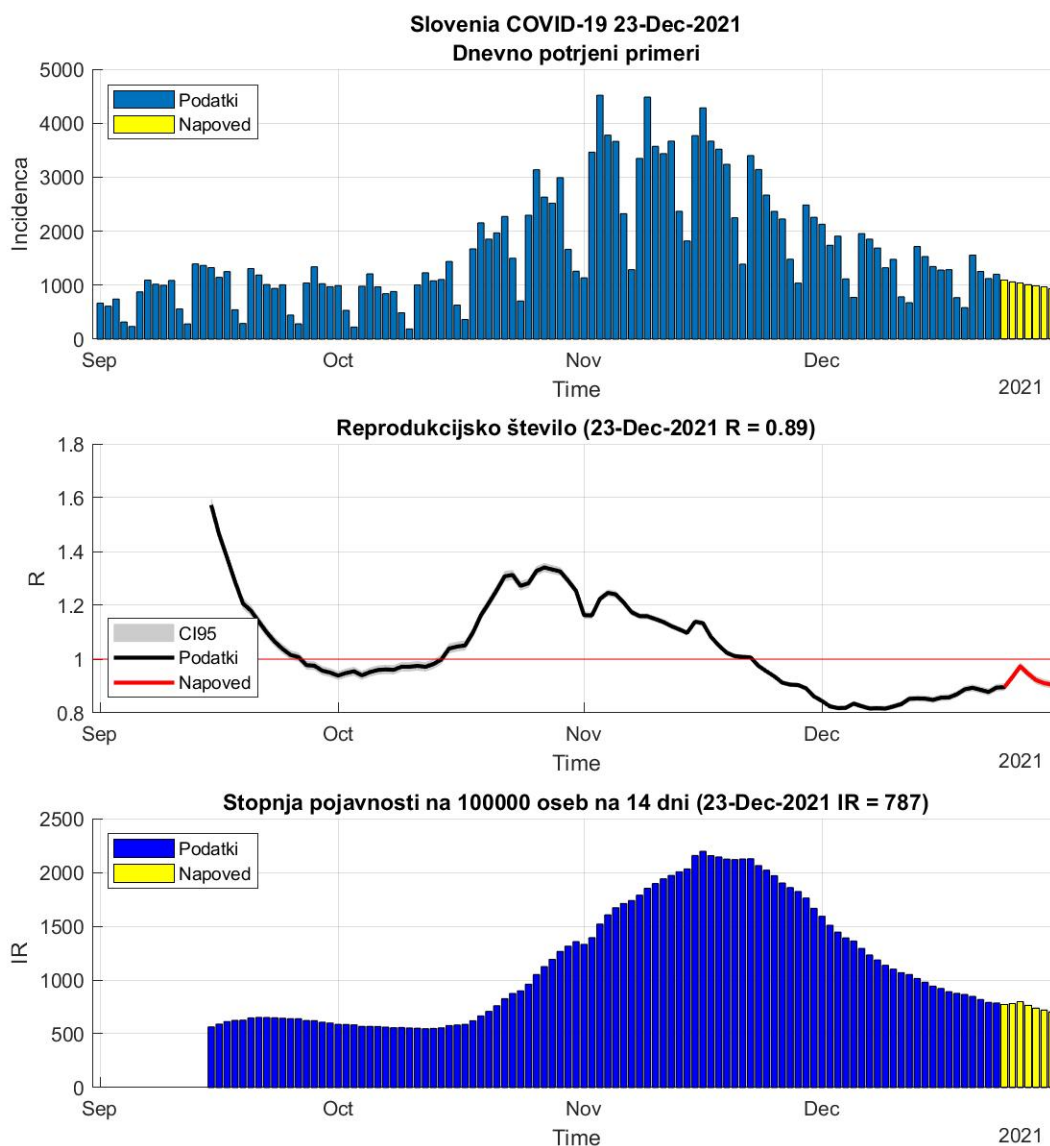 Slovenia COVID-19 23-Dec-2021
Dnevno potrjeni primeri
5000
4000
3000
2000
1000
0
Incidenca
Podatki
Napoved
Sep
Oct
Nov
Dec
Time
2021
Reprodukcijsko število (23-Dec-2021 R = 0.89)
1.8
1.6
1.4
1.2
1
0.8
R
CI95
Podatki
Napoved
Sep
Oct
Nov
Dec
Time
2021
Stopnja pojavnosti na 100000 oseb na 14 dni (23-Dec-2021 IR = 787)
2500
2000
1500
1000
500
0
IR
Podatki
Napoved
Sep
Oct
Nov
Dec
Time
2021